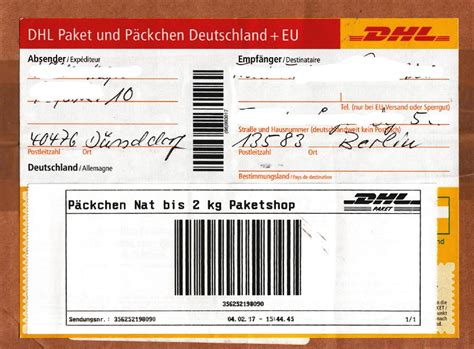 DHL Paket und Päckchen Deutschland + EU
DHL
Absender/Expéditeur
Empfänger/Destinataire
10
Tel. (nur bei EU Versand oder Sperrgut)
Straße und Hausnummer (deutschlandweit kein Postfach)
40476 Düsseldorf
13583 Berlin
Postleitzahl Ort
Postleitzahl Ort
Deutschland/Allemagne
Bestimmungsland/Pays de destination
Päckchen Nat bis 2 kg Paketshop
DHL
PAKET
356252198090
Sendungsnr. : 356252198090
04.02.17 - 15:44.45
1/1